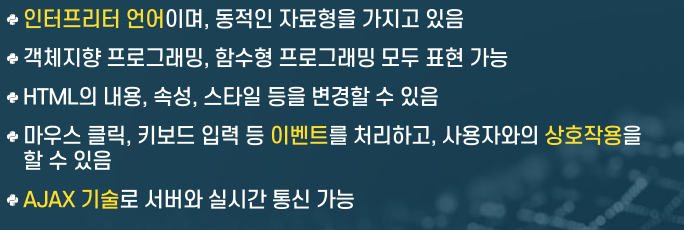 인터프리터 언어이며, 동적인 자료형을 가지고 있음
객체지향 프로그래밍, 함수형 프로그래밍 모두 표현 가능
HTML의 내용, 속성, 스타일 등을 변경할 수 있음
마우스 클릭, 키보드 입력 등 이벤트를 처리하고, 사용자와의 상호작용을
할 수 있음
AJAX 기술로 서버와 실시간 통신 가능